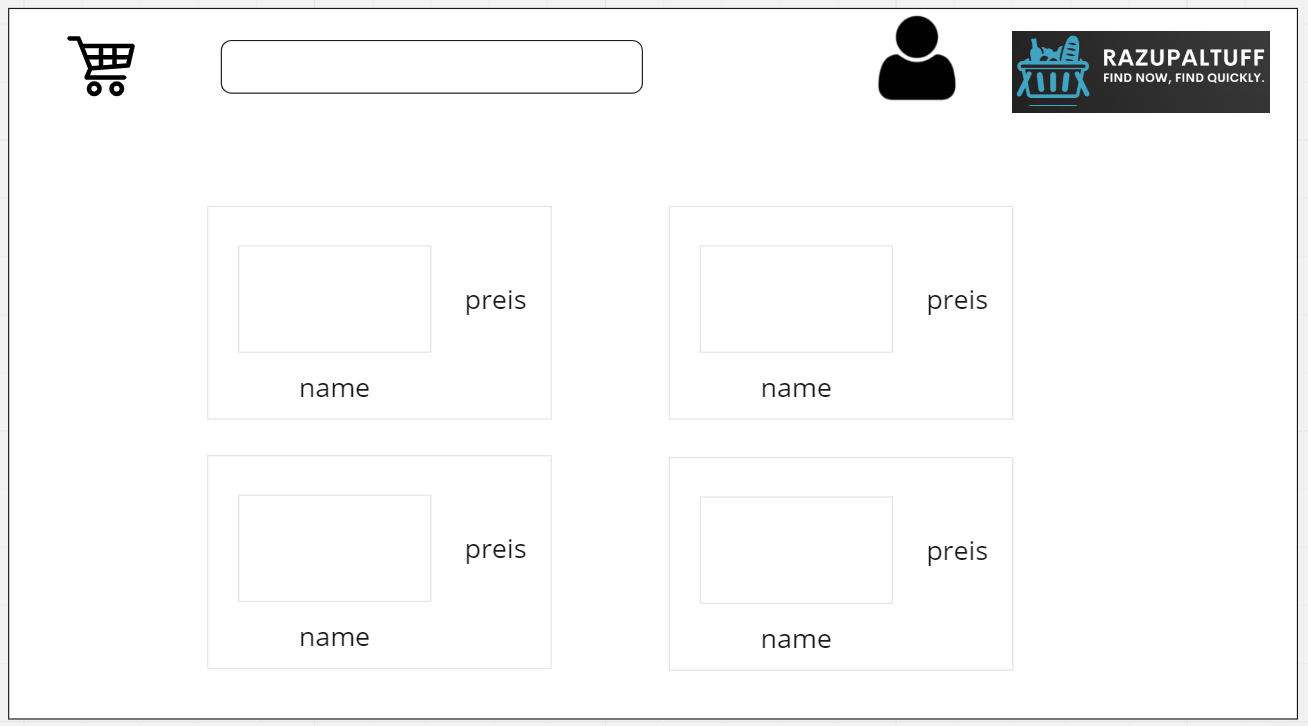 RAZUPALTUFF
FIND NOW, FIND QUICKLY.
preis
preis
name
name
preis
preis
name
name